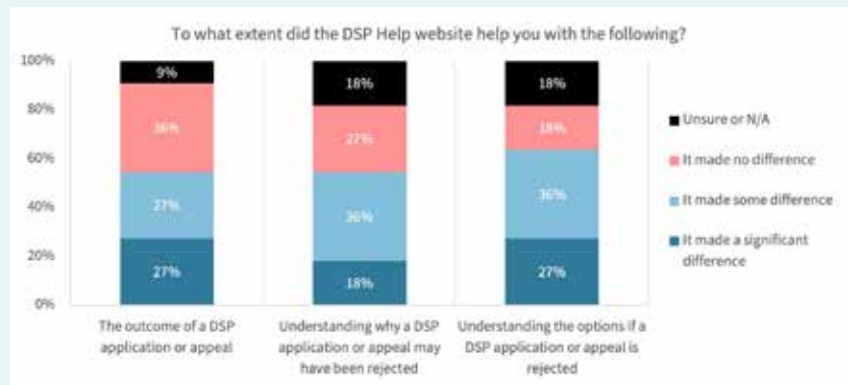 To what extent did the DSP Help website help you with the following?
100%
80%
60%
40%
20%
0%
9%
36%
27%
27%
18%
27%
36%
18%
18%
18%
36%
27%
The outcome of a DSP
application or appeal
Understanding why a DSP
application or appeal may
have been rejected
Understanding the options if a
DSP application or appeal is
rejected
Unsure or N/A
It made no difference
It made some difference
It made a significant
difference